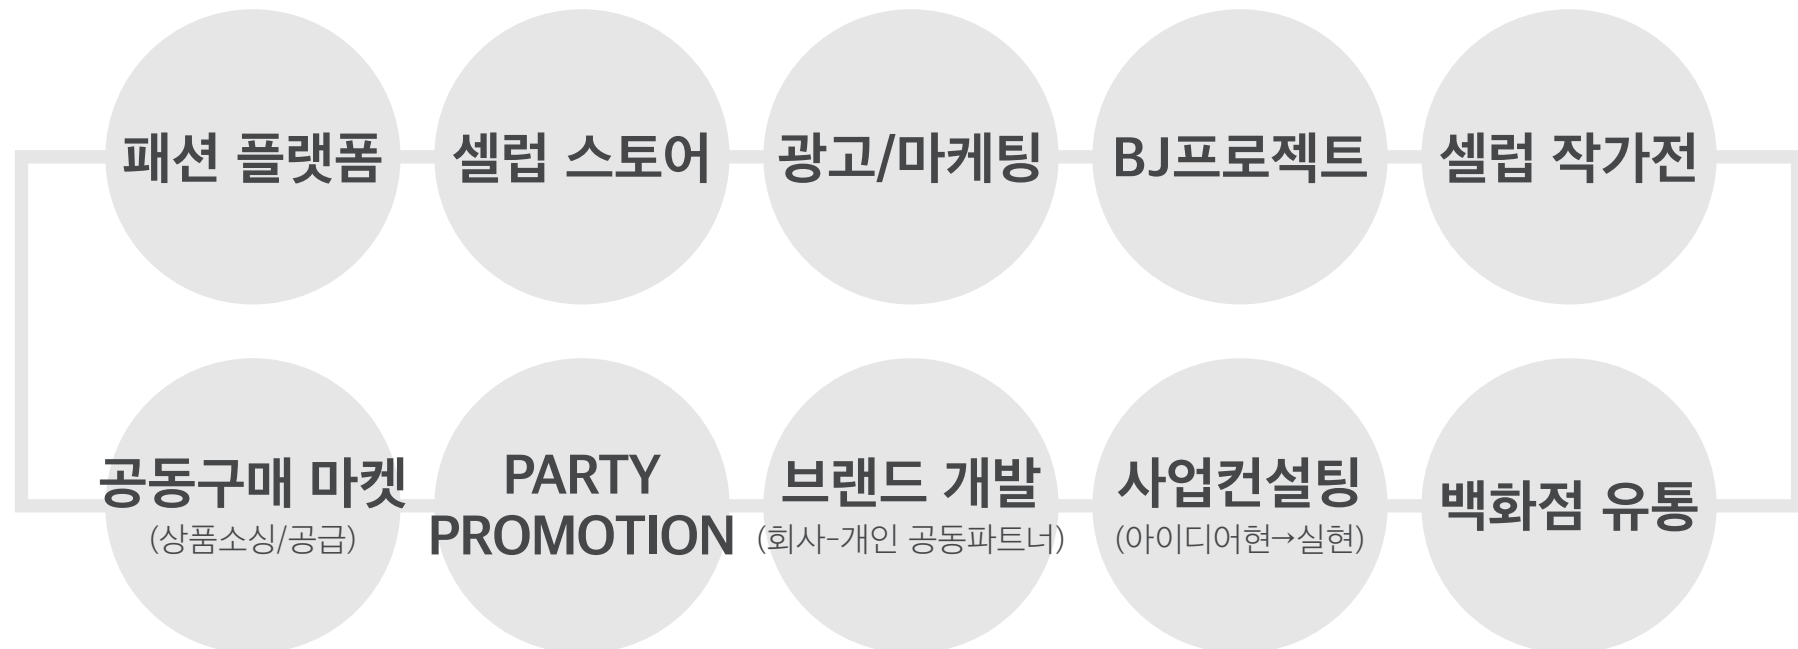 패션 플랫폼
셀럽 스토어
광고/마케팅
BJ프로젝트
셀럽 작가전
공동구매 마켓
(상품소싱/공급)
PARTY
PROMOTION
브랜드 개발
(회사-개인 공동파트너)
사업컨설팅
(아이디어현→실현)
백화점 유통